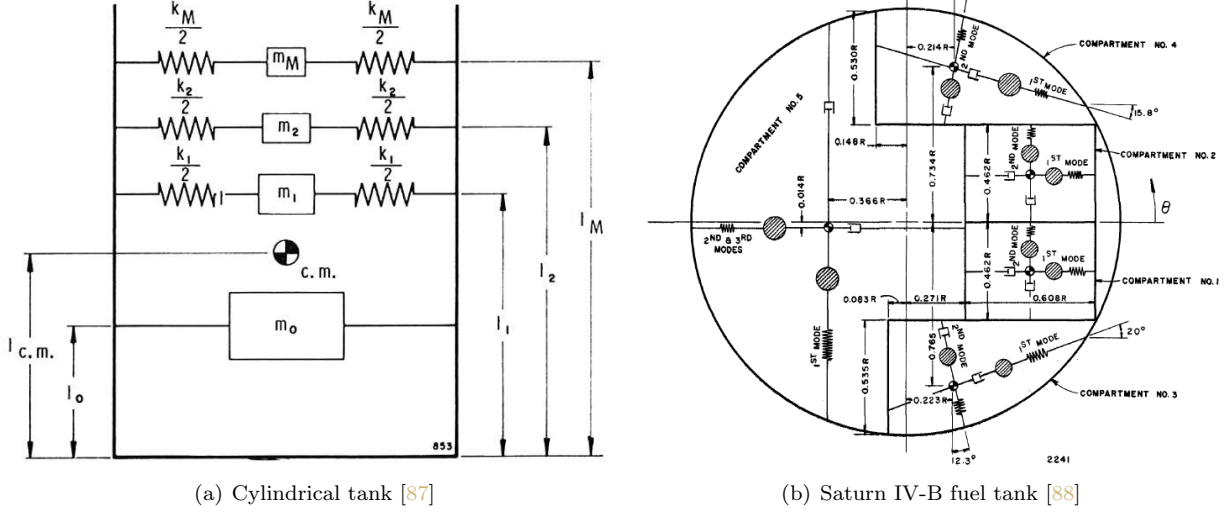 k_M
2
k_M
2
m_M
k_2
2
k_2
2
m_2
k_1
2
k_1
2
m_1
c.m.
m_0
l_c.m.
l_0
l_1
l_2
l_M
853
(a) Cylindrical tank [87]
COMPARTMENT NO. 4
0.214R
2ND MODE
0.530R
1ST MODE
15.8°
COMPARTMENT NO. 5
0.148R
0.734R
0.462R
2ND MODE
1ST MODE
COMPARTMENT NO. 2
0.014R
0.366R
θ
2ND & 3RD
MODES
0.462R
2ND MODE
1ST MODE
COMPARTMENT NO. 1
0.083R
0.271R
0.608R
1ST MODE
0.535R
0.765
2ND MODE
1ST MODE
20°
0.223R
COMPARTMENT NO. 3
12.3°
2241
(b) Saturn IV-B fuel tank [88]